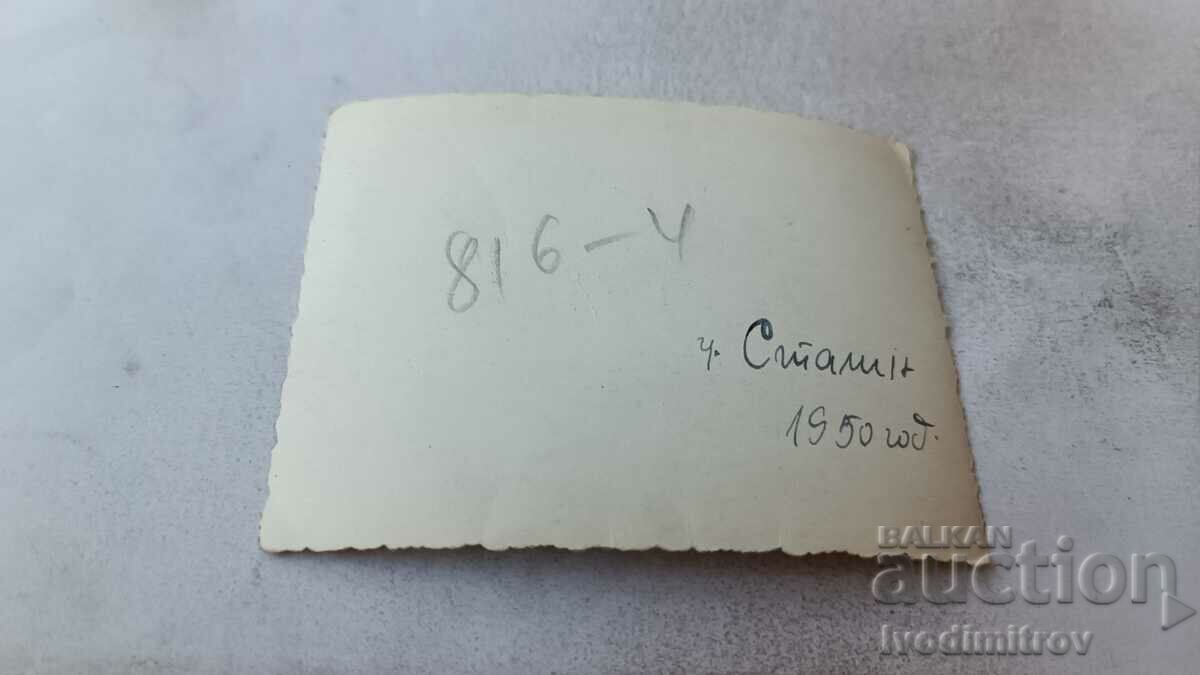 816-4
ч. Сталин
1950 год.
BALKAN
auction
Ivodimitrov